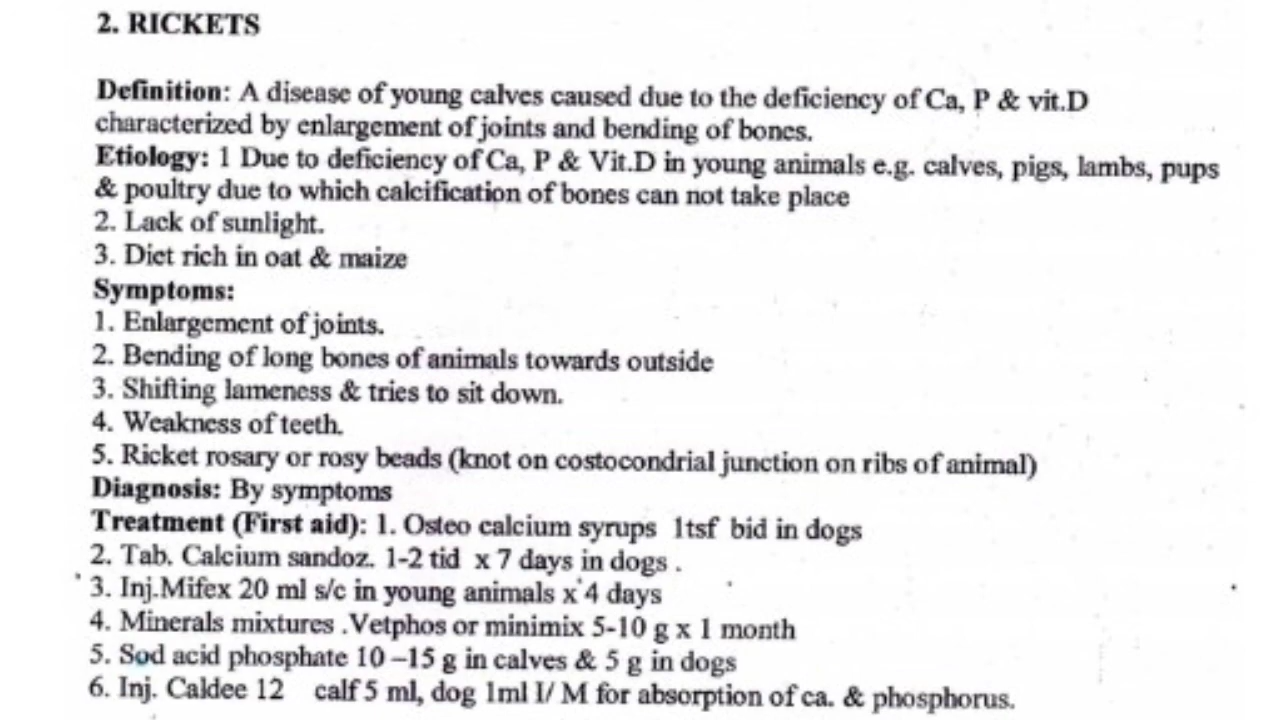 2. RICKETS
Definition: A disease of young calves caused due to the deficiency of Ca, P & vit.D
characterized by enlargement of joints and bending of bones.
Etiology: 1 Due to deficiency of Ca, P & Vit.D in young animals e.g. calves, pigs, lambs, pups
& poultry due to which calcification of bones can not take place
2. Lack of sunlight.
3. Diet rich in oat & maize
Symptoms:
1. Enlargement of joints.
2. Bending of long bones of animals towards outside
3. Shifting lameness & tries to sit down.
4. Weakness of teeth.
5. Ricket rosary or rosy beads (knot on costocondrial junction on ribs of animal)
Diagnosis: By symptoms
Treatment (First aid): 1. Osteo calcium syrups 1tsf bid in dogs
2. Tab. Calcium sandoz. 1-2 tid x 7 days in dogs .
3. Inj.Mifex 20 ml s/c in young animals x 4 days
4. Minerals mixtures .Vetphos or minimix 5-10 g x 1 month
5. Sod acid phosphate 10 –15 g in calves & 5 g in dogs
6. Inj. Caldee 12 calf 5 ml, dog 1ml I/ M for absorption of ca. & phosphorus.